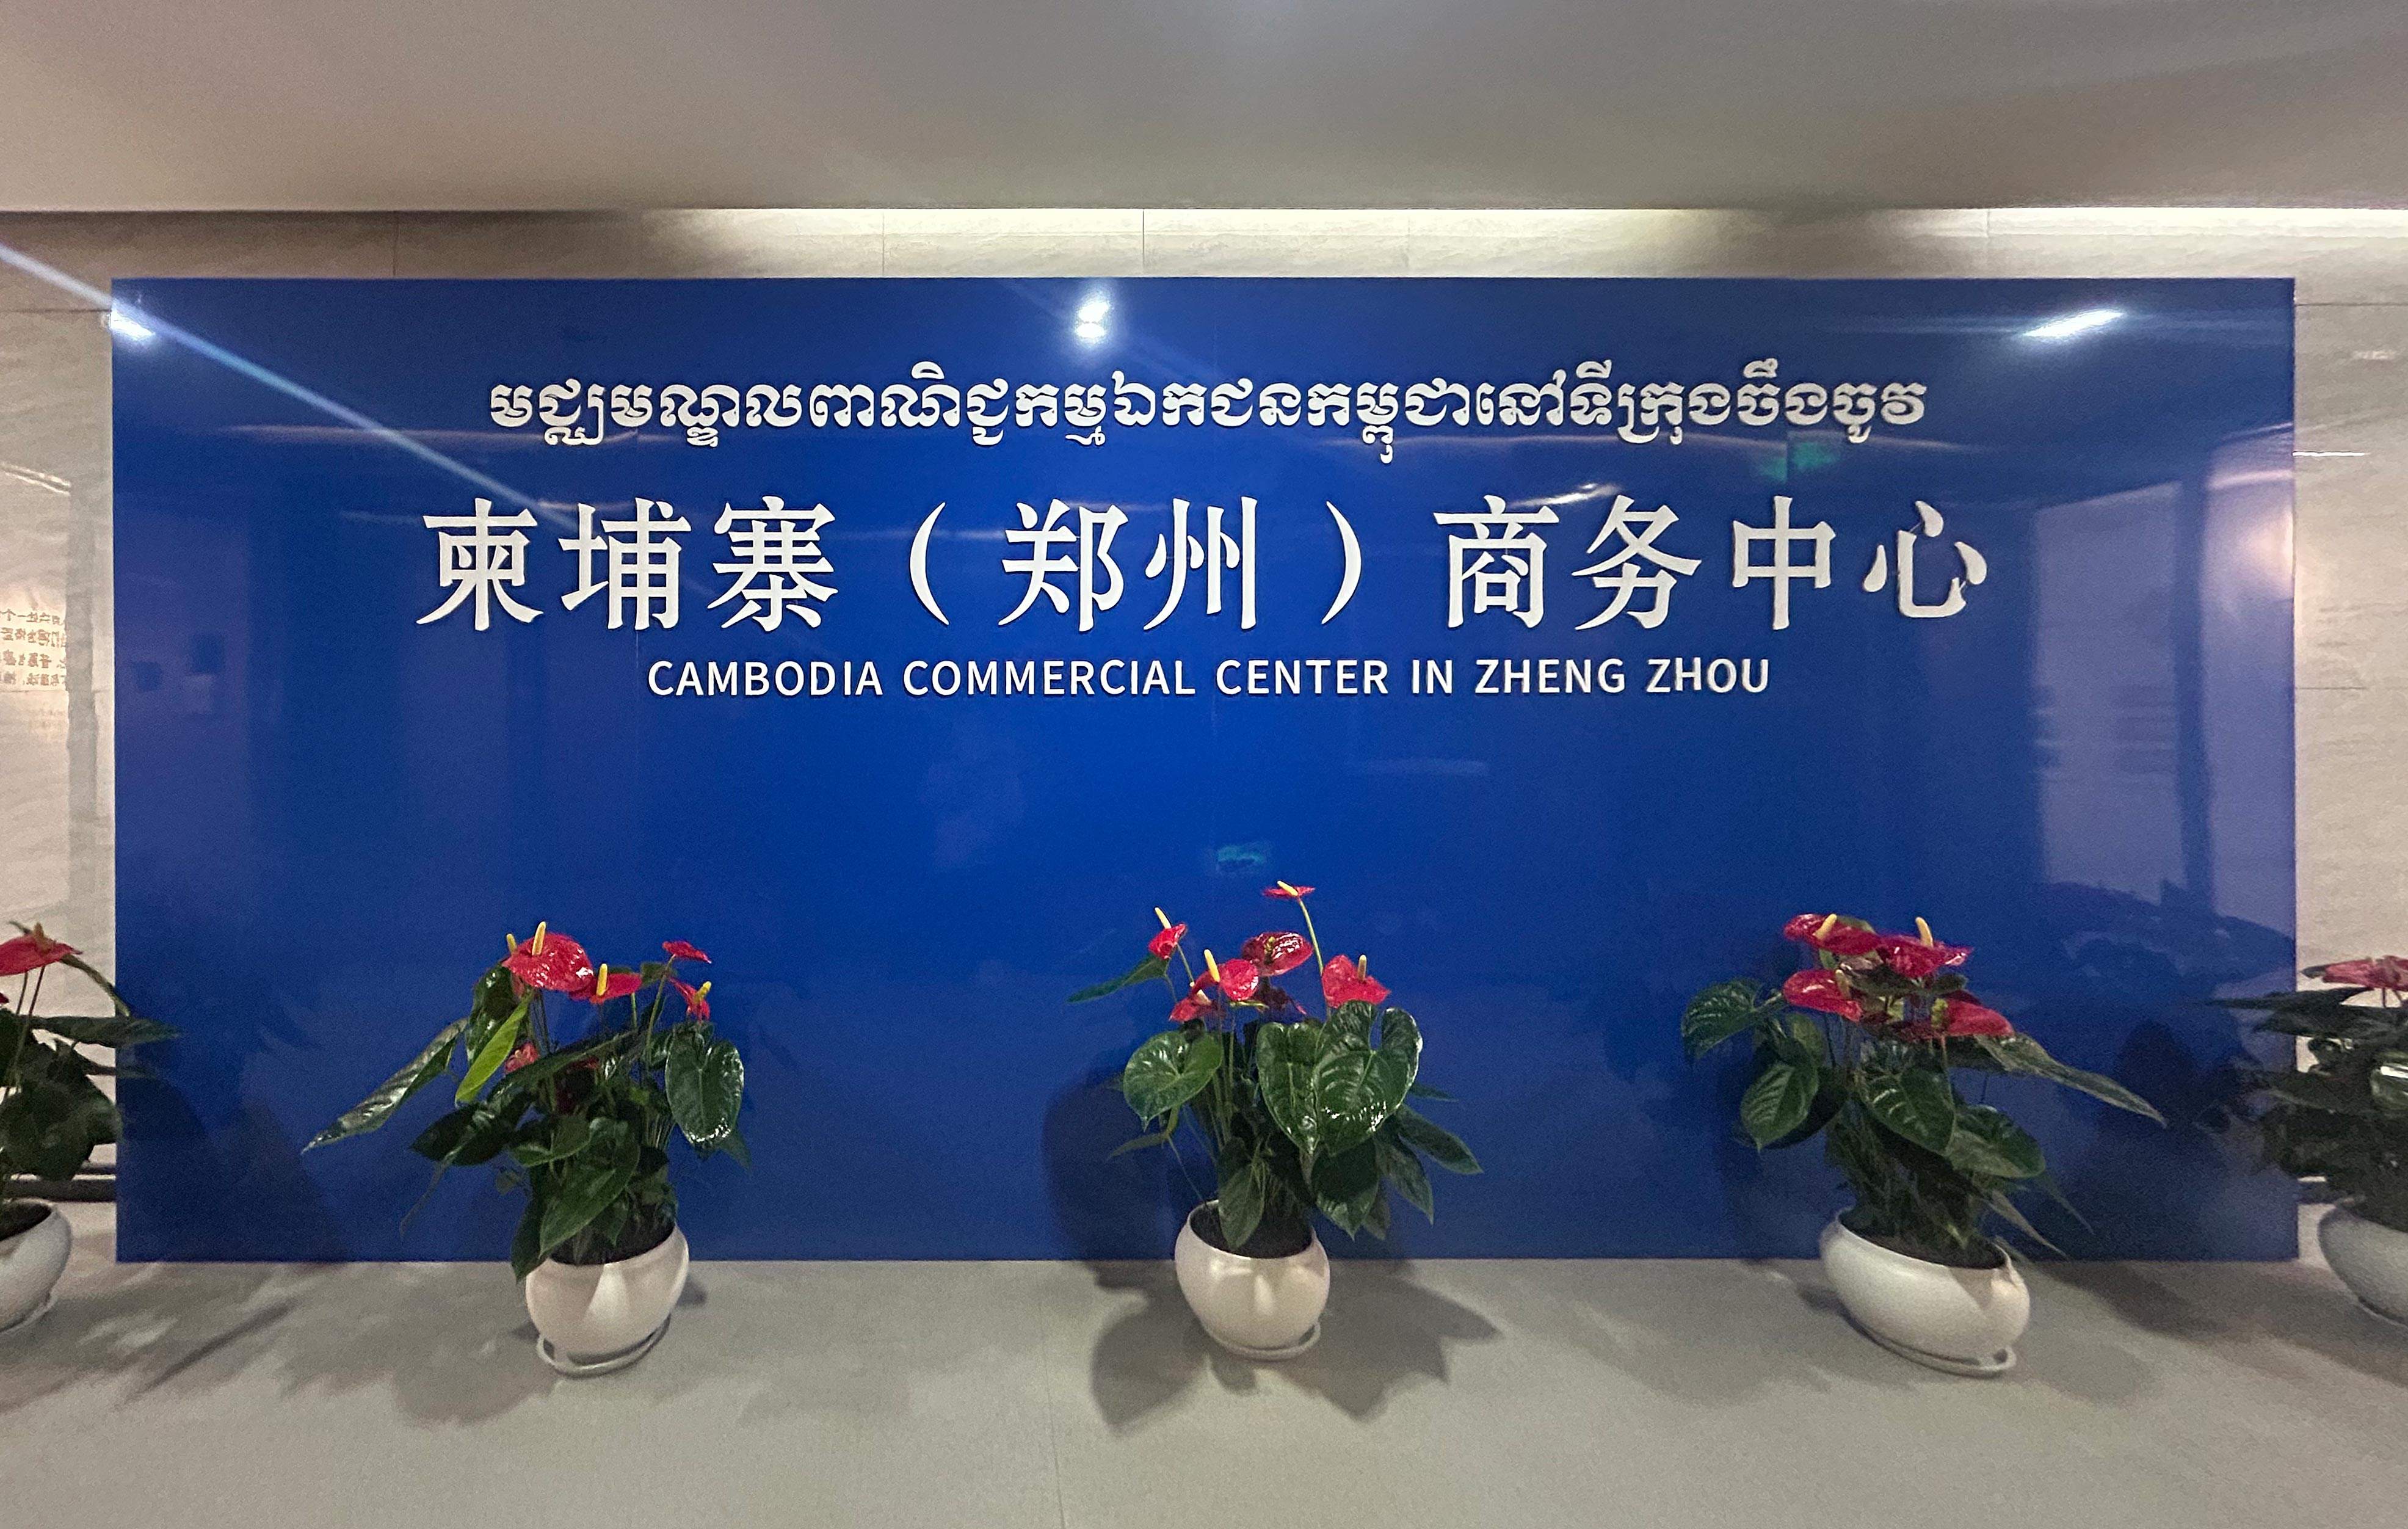 មជ្ឈមណ្ឌលពាណិជ្ជកម្មឯកជនកម្ពុជានៅទីក្រុងចឹងចូវ
柬埔寨（郑州）商务中心
CAMBODIA COMMERCIAL CENTER IN ZHENG ZHOU